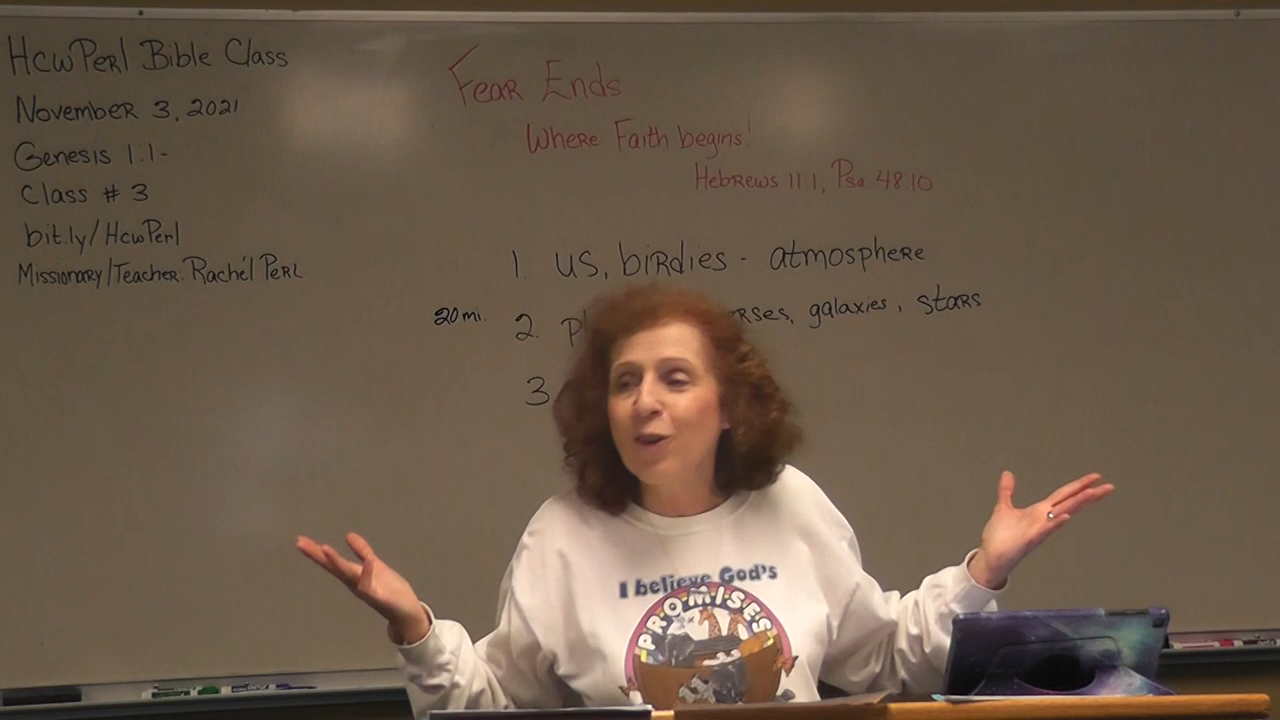 HcwPerl Bible Class
November 3, 2021
Genesis 1:1-
Class # 3
bit.ly/HcwPerl
Missionary/Teacher: Rachél Perl
Fear Ends
Where Faith begins!
Hebrews 11:1, Psa 48:10
1. us, birdies - atmosphere
20 mi. 2. galaxies, stars
3
I believe God's
PROMISES